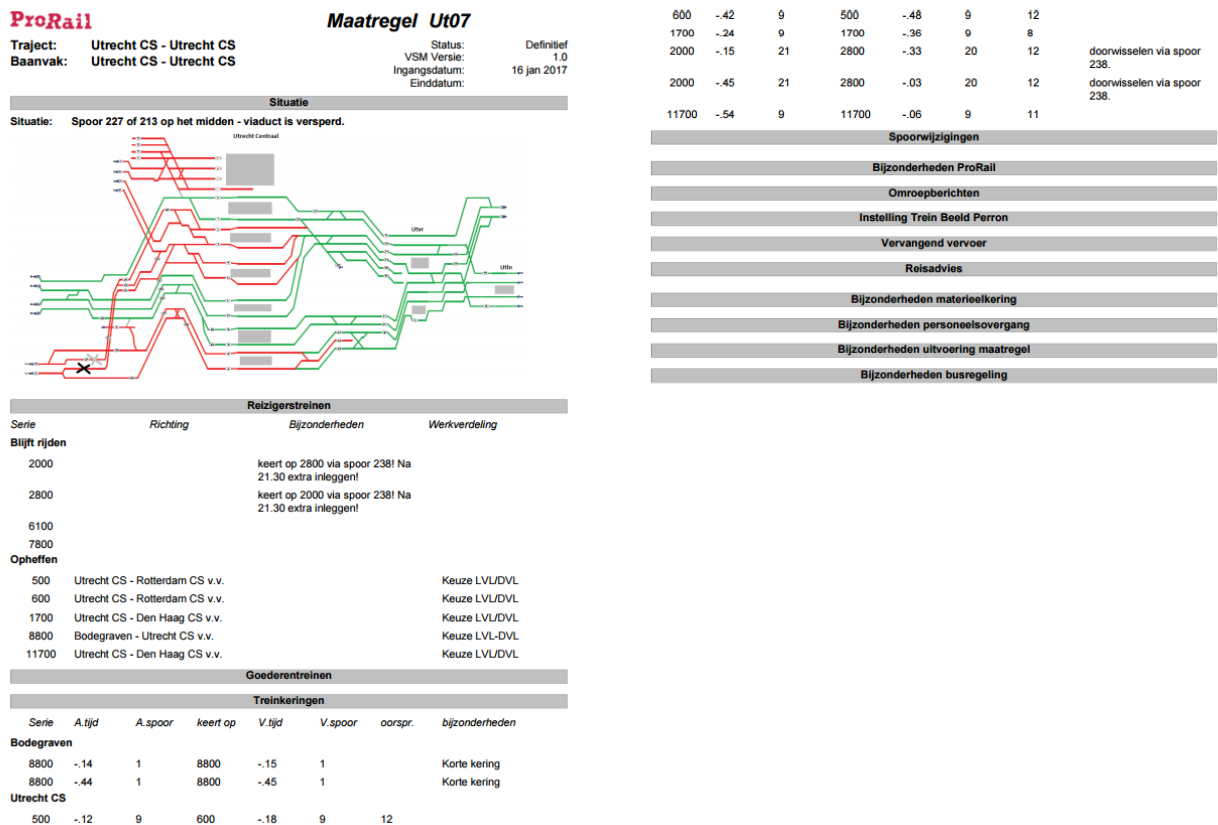 ProRail
Maatregel Ut07
Traject: Utrecht CS - Utrecht CS
Baanvak: Utrecht CS - Utrecht CS
Status: Definitief
VSM Versie: 1.0
Ingangsdatum: 16 jan 2017
Einddatum:
Situatie
Situatie: Spoor 227 of 213 op het midden - viaduct is versperd.
Utrecht Centraal
Utsr
Utln
Reizigerstreinen
Serie Richting Bijzonderheden Werkverdeling
Blijft rijden
2000 keert op 2800 via spoor 238! Na
21.30 extra inleggen!
2800 keert op 2000 via spoor 238! Na
21.30 extra inleggen!
6100
7800
Opheffen
500 Utrecht CS - Rotterdam CS v.v. Keuze LVL/DVL
600 Utrecht CS - Rotterdam CS v.v. Keuze LVL/DVL
1700 Utrecht CS - Den Haag CS v.v. Keuze LVL/DVL
8800 Bodegraven - Utrecht CS v.v. Keuze LVL-DVL
11700 Utrecht CS - Den Haag CS v.v. Keuze LVL/DVL
Goederentreinen
Treinkeringen
Serie A.tijd A.spoor keert op V.tijd V.spoor oorspr. bijzonderheden
Bodegraven
8800 -.14 1 8800 -.15 1 Korte kering
8800 -.44 1 8800 -.45 1 Korte kering
Utrecht CS
500 -.12 9 600 -.18 9 12
600 -.42 9 500 -.48 9 12
1700 -.24 9 1700 -.36 9 8
2000 -.15 21 2800 -.33 20 12 doorwisselen via spoor
238.
2000 -.45 21 2800 -.03 20 12 doorwisselen via spoor
238.
11700 -.54 9 11700 -.06 9 11
Spoorwijzigingen
Bijzonderheden ProRail
Omroepberichten
Instelling Trein Beeld Perron
Vervangend vervoer
Reisadvies
Bijzonderheden materieelkering
Bijzonderheden personeelsovergang
Bijzonderheden uitvoering maatregel
Bijzonderheden busregeling